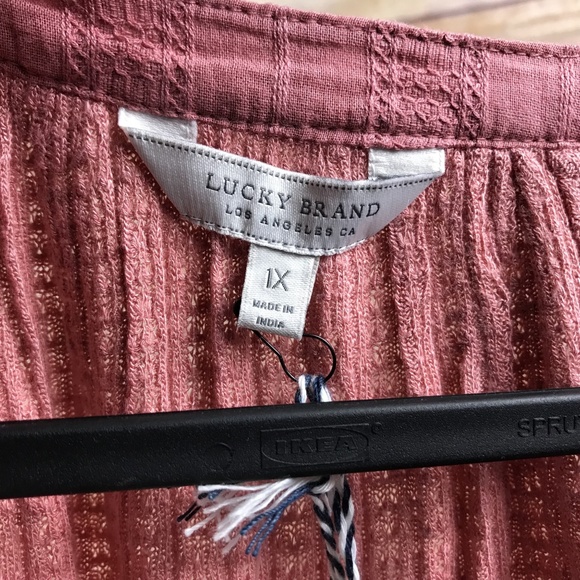 LUCKY BRAND
LOS ANGELES CA
1X
MADE IN
INDIA
IKEA®
SPRU